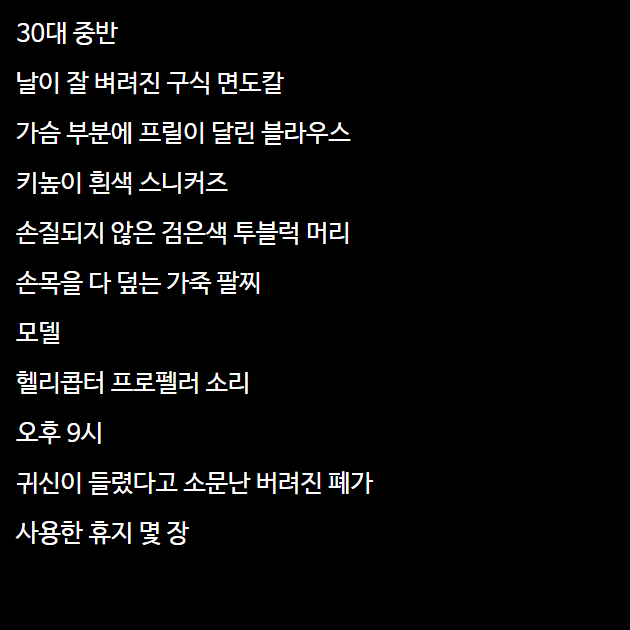 30대 중반
날이 잘 벼려진 구식 면도칼
가슴 부분에 프릴이 달린 블라우스
키높이 흰색 스니커즈
손질되지 않은 검은색 투블럭 머리
손목을 다 덮는 가죽 팔찌
모델
헬리콥터 프로펠러 소리
오후 9시
귀신이 들렸다고 소문난 버려진 폐가
사용한 휴지 몇 장